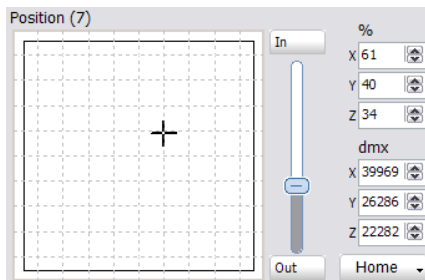 Position (7)
In
Out
%
X 61
Y 40
Z 34
dmx
X 39969
Y 26286
Z 22282
Home